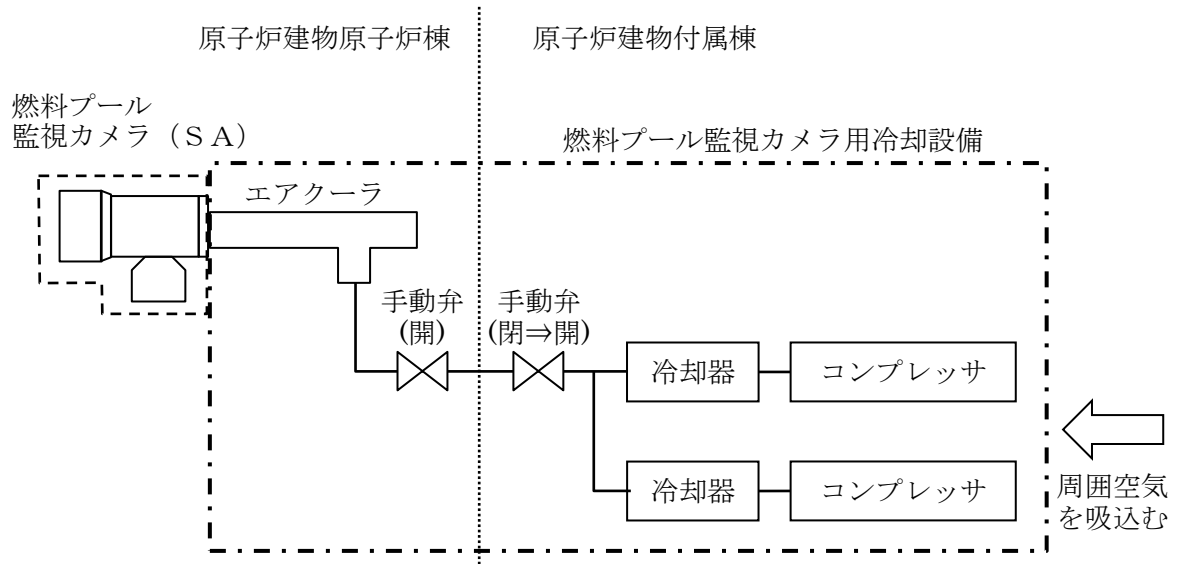 原子炉建物原子炉棟
原子炉建物付属棟
燃料プール
監視カメラ（ＳＡ）
燃料プール監視カメラ用冷却設備
エアクーラ
手動弁
(開)
手動弁
(閉⇒開)
冷却器
コンプレッサ
冷却器
コンプレッサ
周囲空気
を吸込む